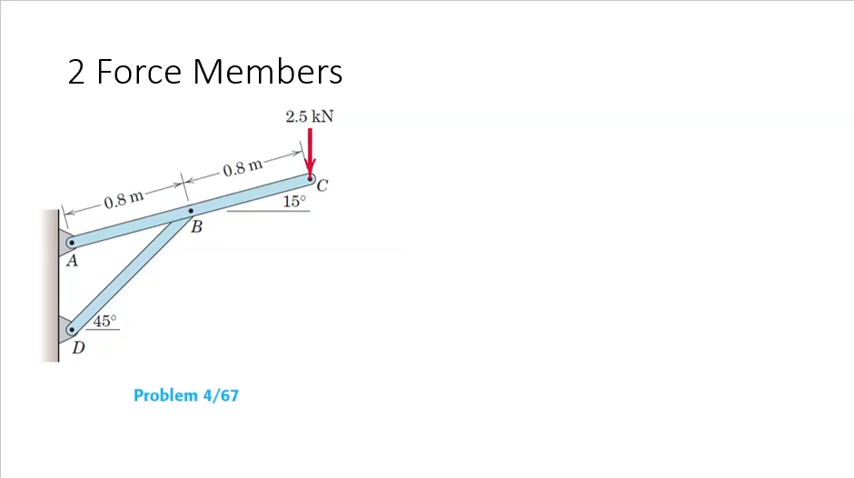 2 Force Members
2.5 kN
0.8 m
0.8 m
C
15°
B
A
45°
D
Problem 4/67